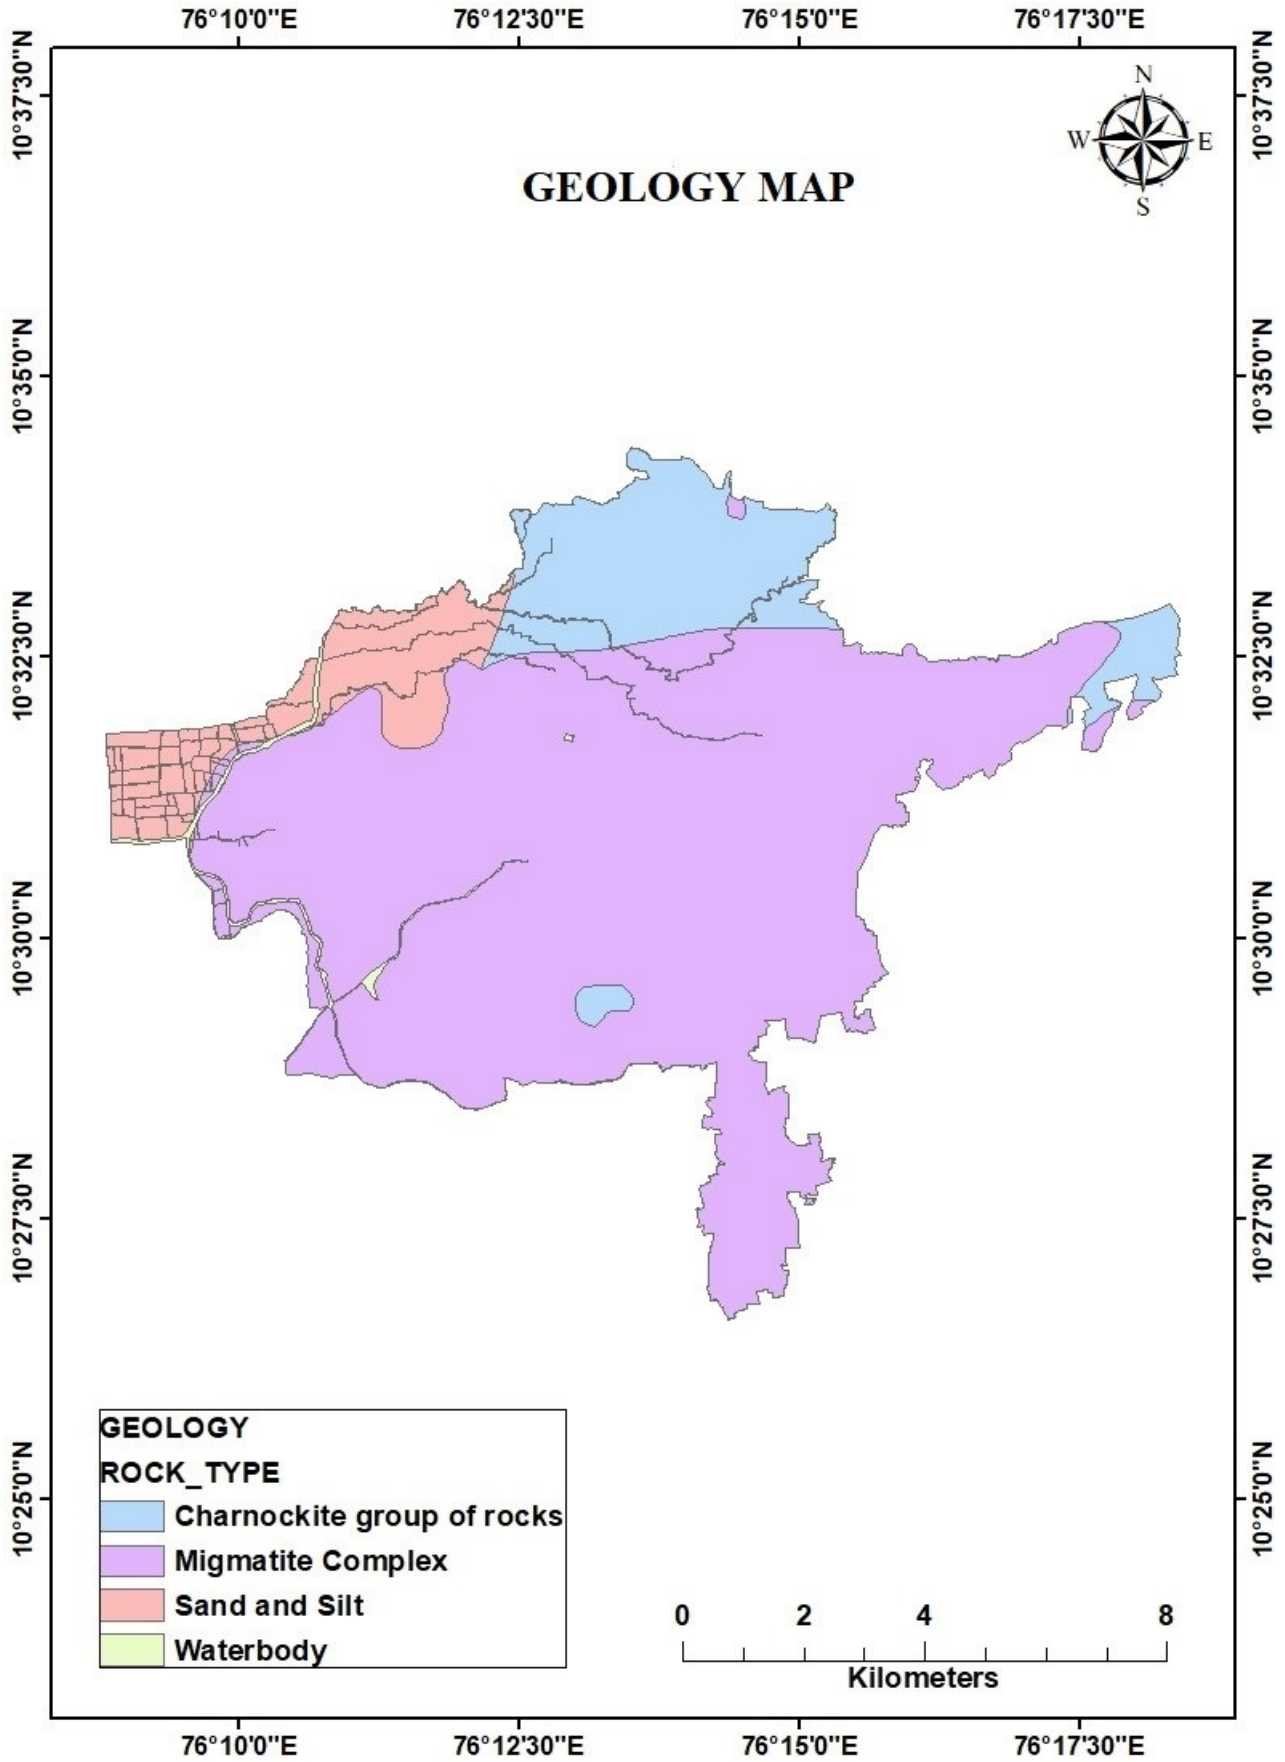 76°10'0"E 76°12'30"E 76°15'0"E 76°17'30"E
10°37'30"N 10°37'30"N
N
W E
S
GEOLOGY MAP
10°35'0"N 10°35'0"N
10°32'30"N 10°32'30"N
10°30'0"N 10°30'0"N
10°27'30"N 10°27'30"N
10°25'0"N 10°25'0"N
GEOLOGY
ROCK_TYPE
Charnockite group of rocks
Migmatite Complex
Sand and Silt
Waterbody
0 2 4 8
Kilometers
76°10'0"E 76°12'30"E 76°15'0"E 76°17'30"E